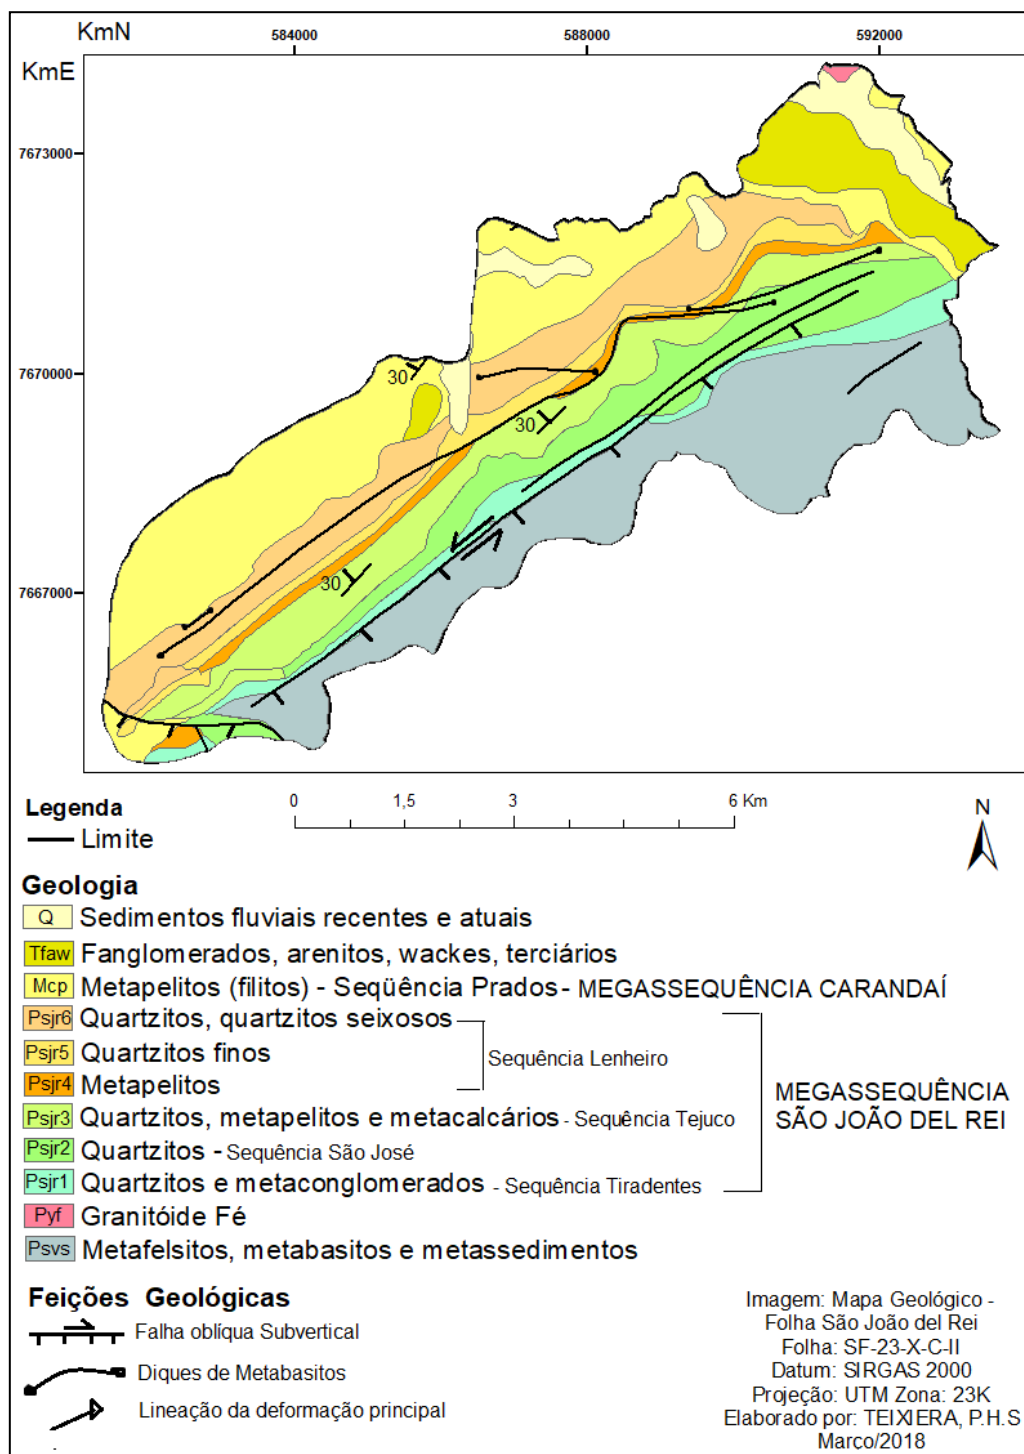 KmN
584000
588000
592000
KmE
7673000
7670000
7667000
30
30
30
Legenda
Limite
0
1,5
3
6 Km
N
Geologia
Q Sedimentos fluviais recentes e atuais
Tfaw Fanglomerados, arenitos, wackes, terciários
Mcp Metapelitos (filitos) - Seqüência Prados - MEGASSEQUÊNCIA CARANDAÍ
Psjr6 Quartzitos, quartzitos seixosos
Psjr5 Quartzitos finos
Sequência Lenheiro
Psjr4 Metapelitos
MEGASSEQUÊNCIA
SÃO JOÃO DEL REI
Psjr3 Quartzitos, metapelitos e metacalcários - Sequência Tejuco
Psjr2 Quartzitos - Sequência São José
Psjr1 Quartzitos e metaconglomerados - Sequência Tiradentes
Pyf Granitóide Fé
Psvs Metafelsitos, metabasitos e metassedimentos
Feições Geológicas
Falha oblíqua Subvertical
Diques de Metabasitos
Lineação da deformação principal
Imagem: Mapa Geológico -
Folha São João del Rei
Folha: SF-23-X-C-II
Datum: SIRGAS 2000
Projeção: UTM Zona: 23K
Elaborado por: TEIXIERA, P.H.S
Março/2018